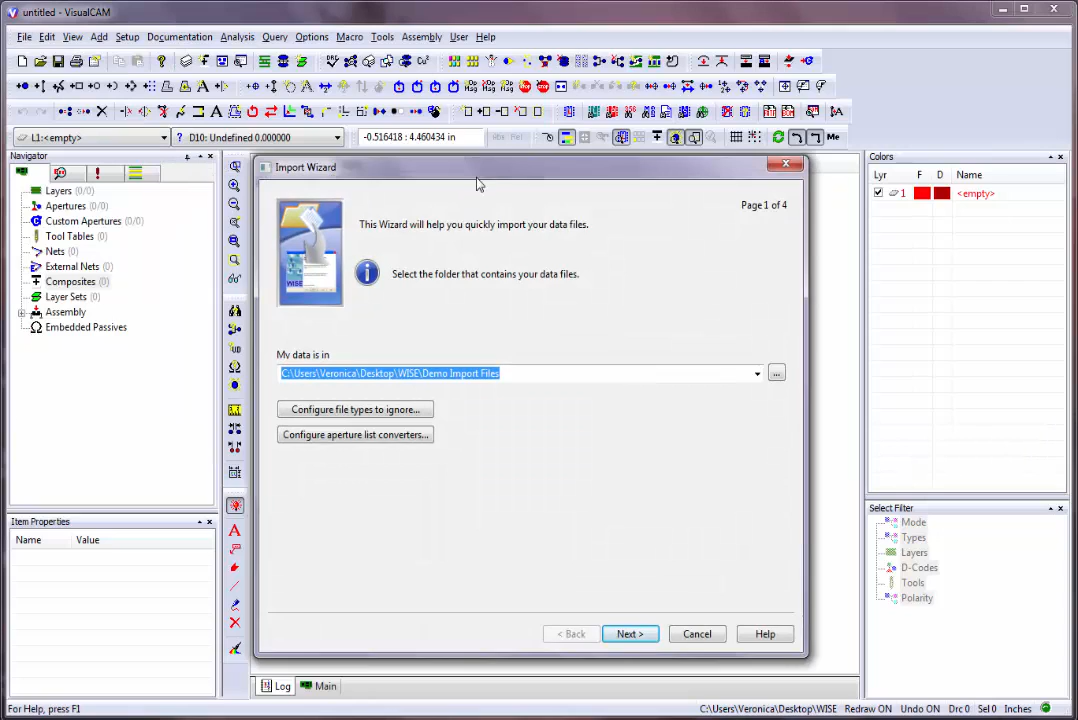 untitled - VisualCAM
File Edit View Add Setup Documentation Analysis Query Options Macro Tools Assembly User Help
L1:<empty> D10: Undefined 0.000000 -0.516418 : 4.460434 in Me
Navigator
Layers (0/0)
Apertures (0/0)
Custom Apertures (0/0)
Tool Tables (0)
Nets (0)
External Nets (0)
Composites (0)
Layer Sets (0)
Assembly
Embedded Passives
Item Properties
Name Value
Import Wizard
Page 1 of 4
This Wizard will help you quickly import your data files.
Select the folder that contains your data files.
WISE
My data is in
C:\Users\Veronica\Desktop\WISE\Demo Import Files
...
Configure file types to ignore...
Configure aperture list converters...
< Back Next > Cancel Help
Colors
Lyr F D Name
1 <empty>
Select Filter
Mode
Types
Layers
D-Codes
Tools
Polarity
Log Main
For Help, press F1 C:\Users\Veronica\Desktop\WISE Redraw ON Undo ON Drc 0 Sel 0 Inches